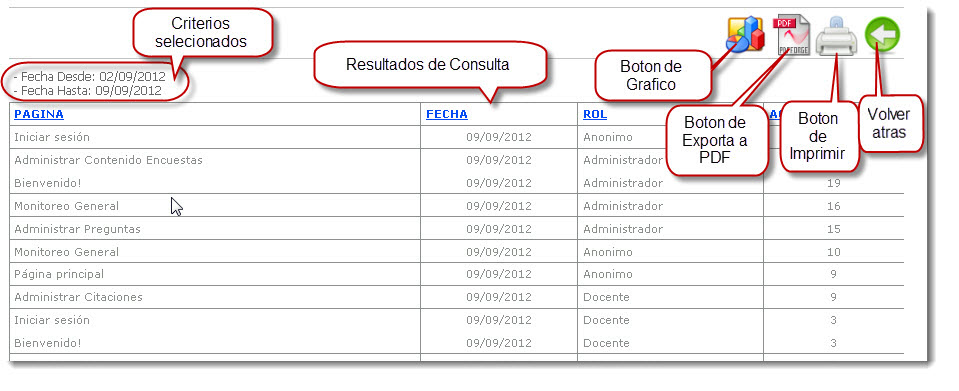 Criterios
selecionados
- Fecha Desde: 02/09/2012
- Fecha Hasta: 09/09/2012
Resultados de Consulta
Boton de
Grafico
PDF
Boton de
Exporta a
PDF
Boton
de
Imprimir
Volver
atras
PAGINA FECHA ROL
Iniciar sesión 09/09/2012 Anonimo
Administrar Contenido Encuestas 09/09/2012 Administrador
Bienvenido! 09/09/2012 Administrador 19
Monitoreo General 09/09/2012 Administrador 16
Administrar Preguntas 09/09/2012 Administrador 15
Monitoreo General 09/09/2012 Anonimo 10
Página principal 09/09/2012 Anonimo 9
Administrar Citaciones 09/09/2012 Docente 9
Iniciar sesión 09/09/2012 Docente 3
Bienvenido! 09/09/2012 Docente 3